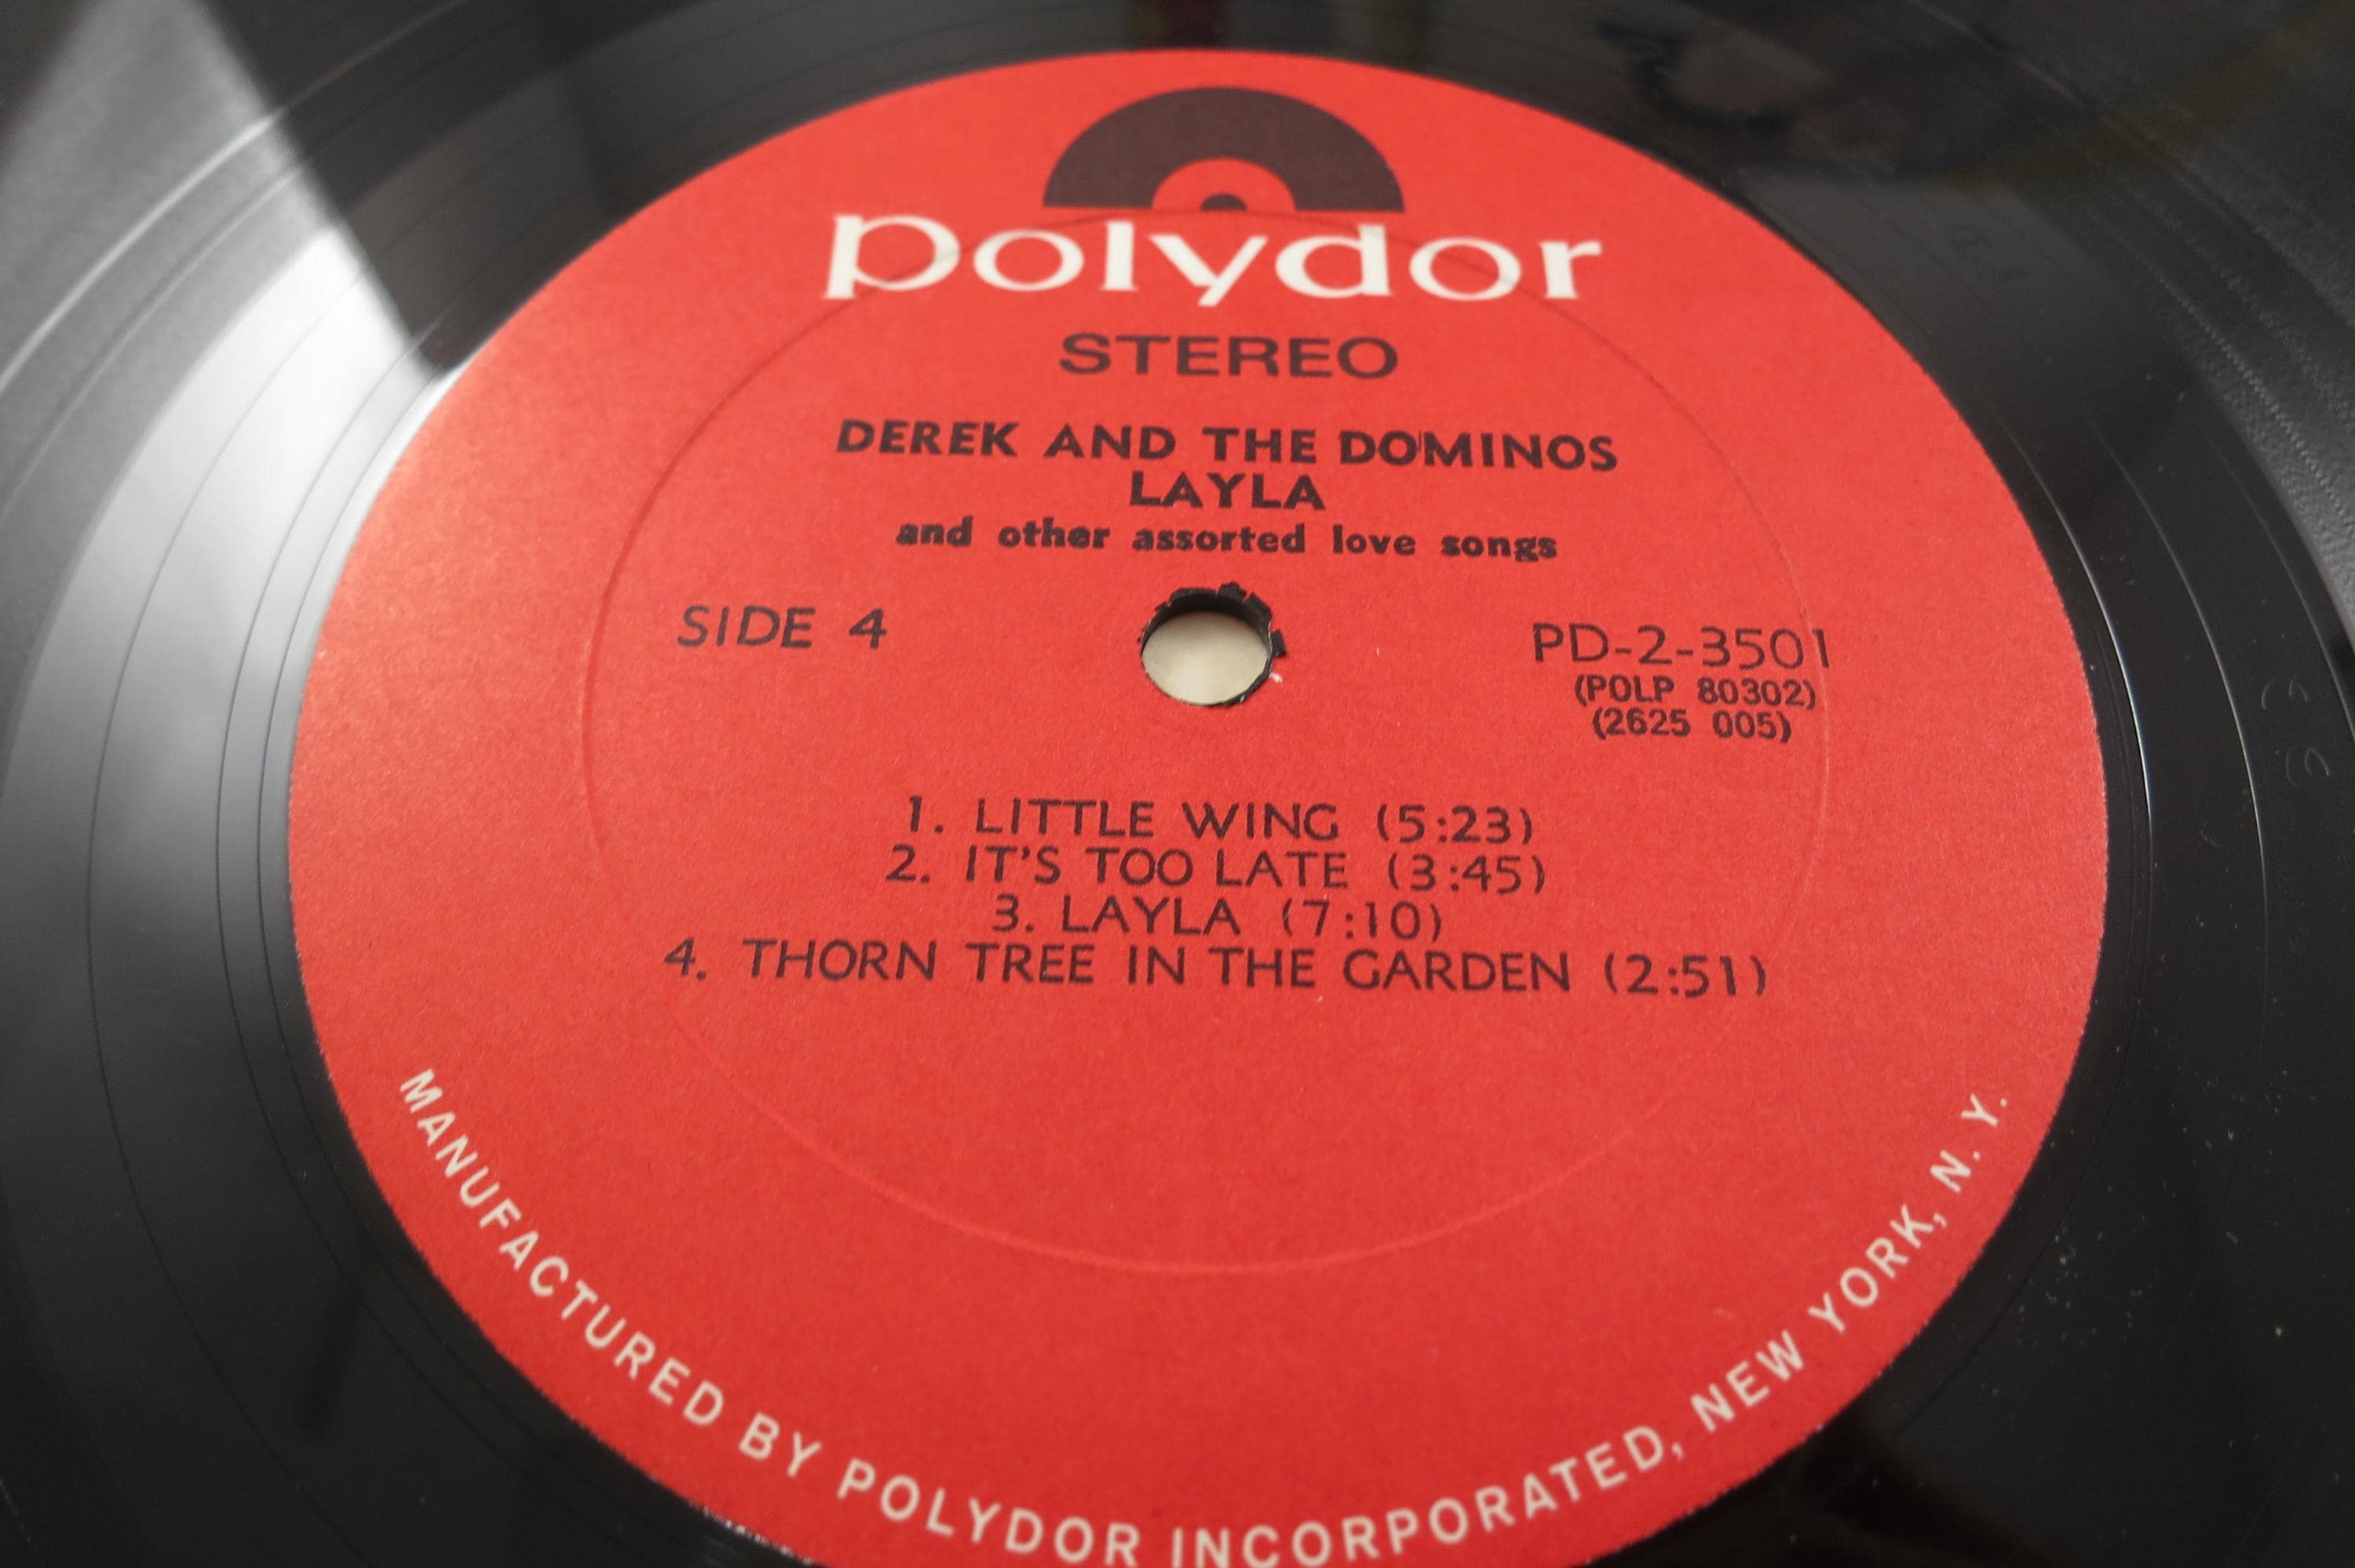 polydor
STEREO
DEREK AND THE DOMINOS
LAYLA
and other assorted love songs
SIDE 4
PD-2-3501
(POLP 80302)
(2625 005)
1. LITTLE WING (5:23)
2. IT'S TOO LATE (3:45)
3. LAYLA (7:10)
4. THORN TREE IN THE GARDEN (2:51)
MANUFACTURED BY POLYDOR INCORPORATED, NEW YORK, N. Y.